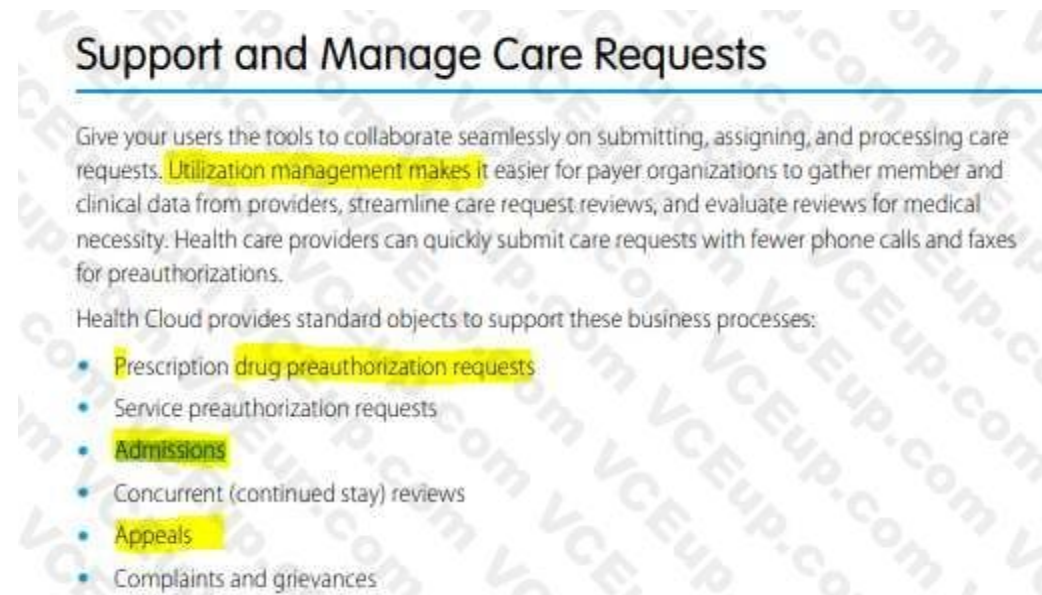 Support and Manage Care Requests
Give your users the tools to collaborate seamlessly on submitting, assigning, and processing care
requests. Utilization management makes it easier for payer organizations to gather member and
clinical data from providers, streamline care request reviews, and evaluate reviews for medical
necessity. Health care providers can quickly submit care requests with fewer phone calls and faxes
for preauthorizations.
Health Cloud provides standard objects to support these business processes:
• Prescription drug preauthorization requests
• Service preauthorization requests
• Admissions
• Concurrent (continued stay) reviews
• Appeals
• Complaints and grievances
VCEup.com